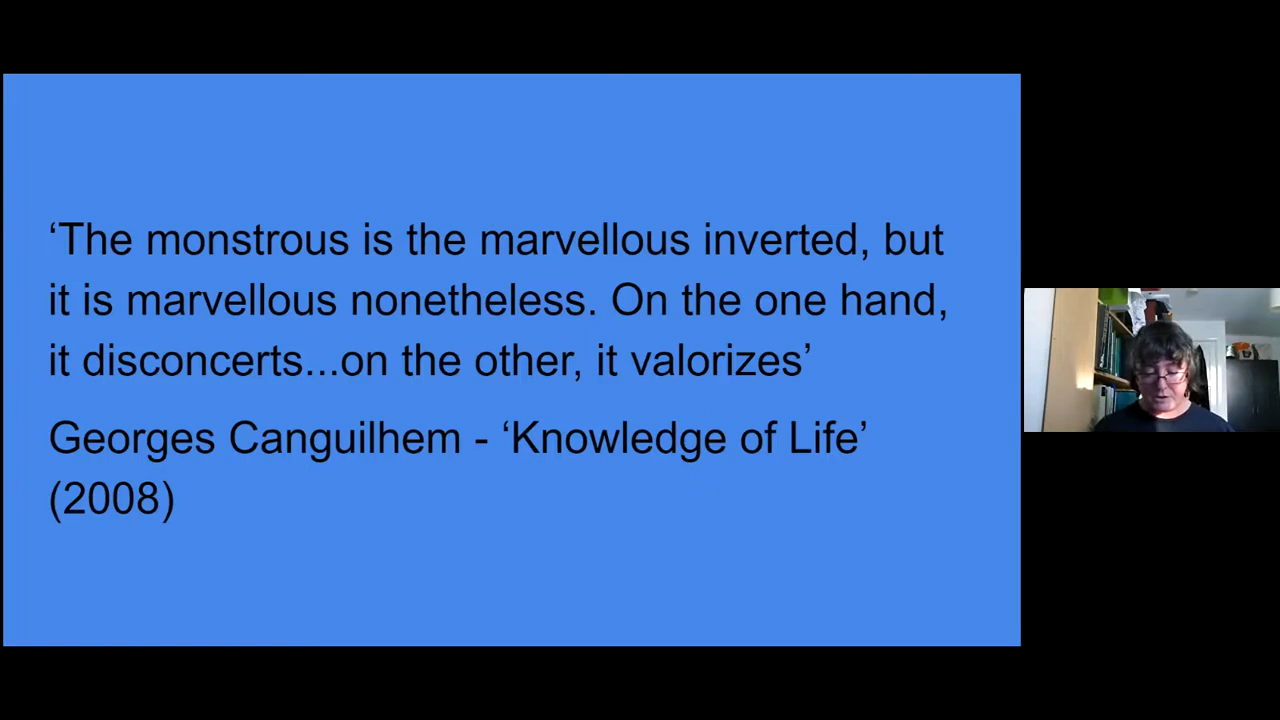 ‘The monstrous is the marvellous inverted, but
it is marvellous nonetheless. On the one hand,
it disconcerts...on the other, it valorizes’
Georges Canguilhem - ‘Knowledge of Life’
(2008)